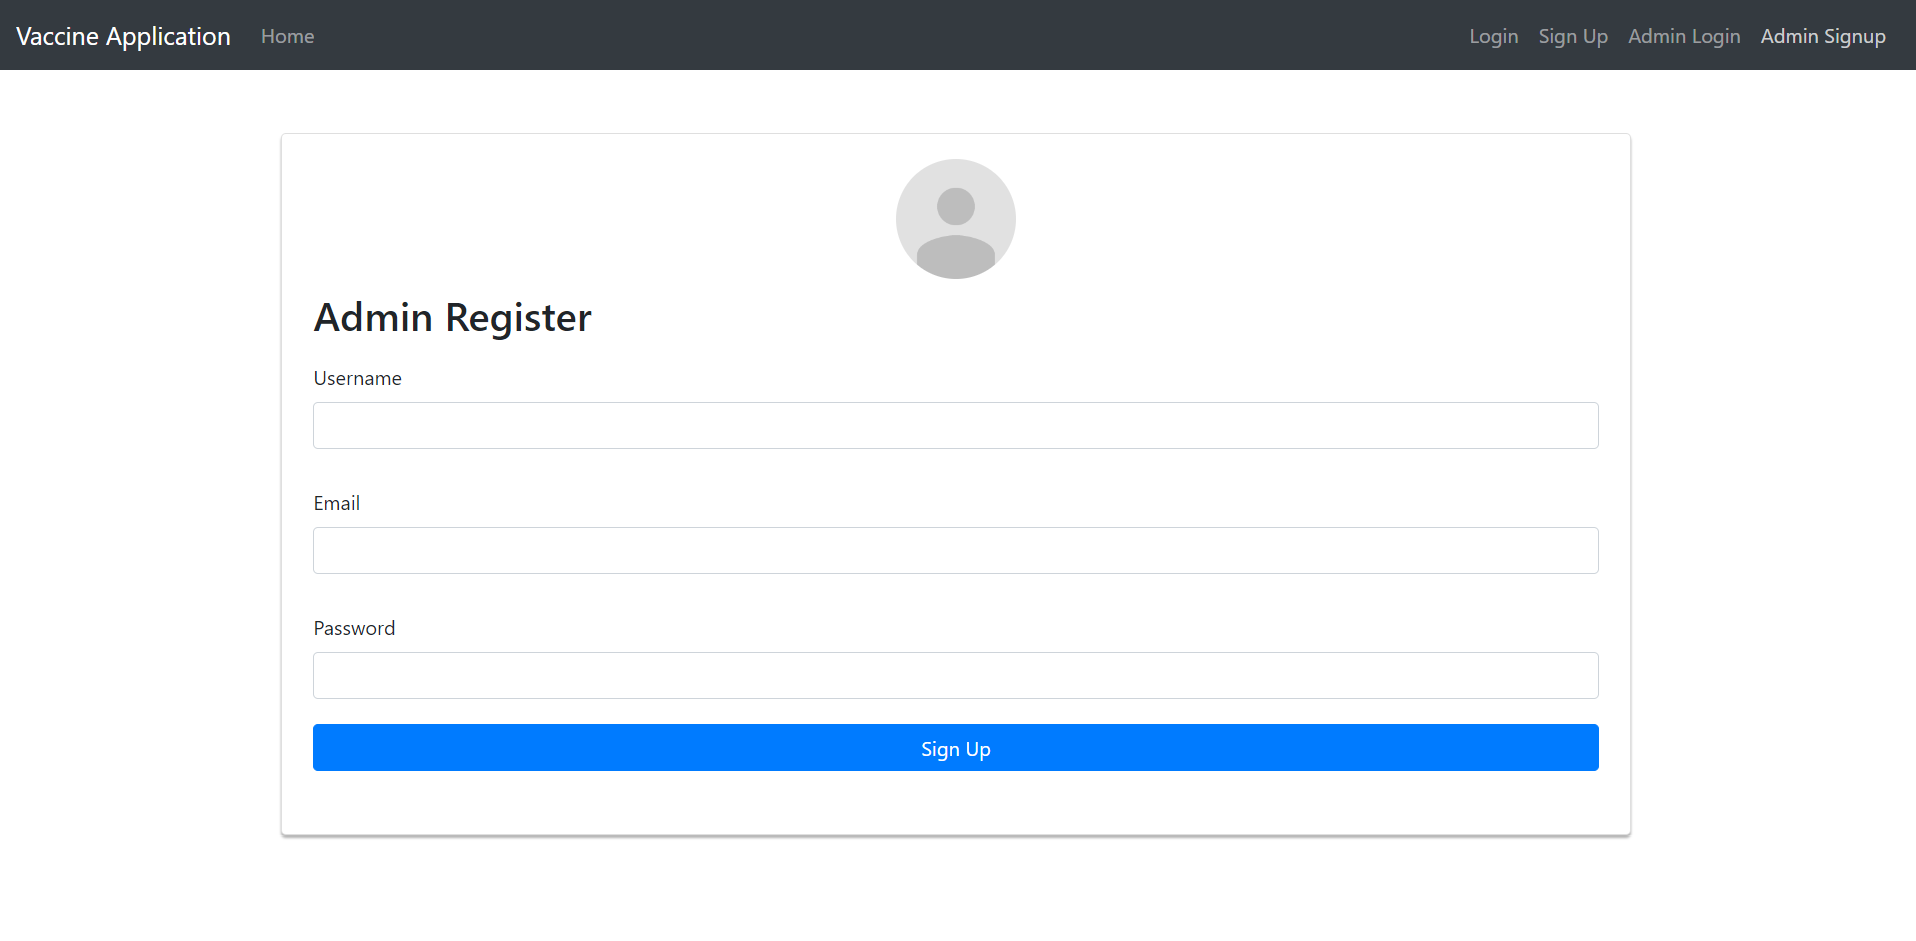 Vaccine Application Home Login Sign Up Admin Login Admin Signup
Admin Register
Username
Email
Password
Sign Up